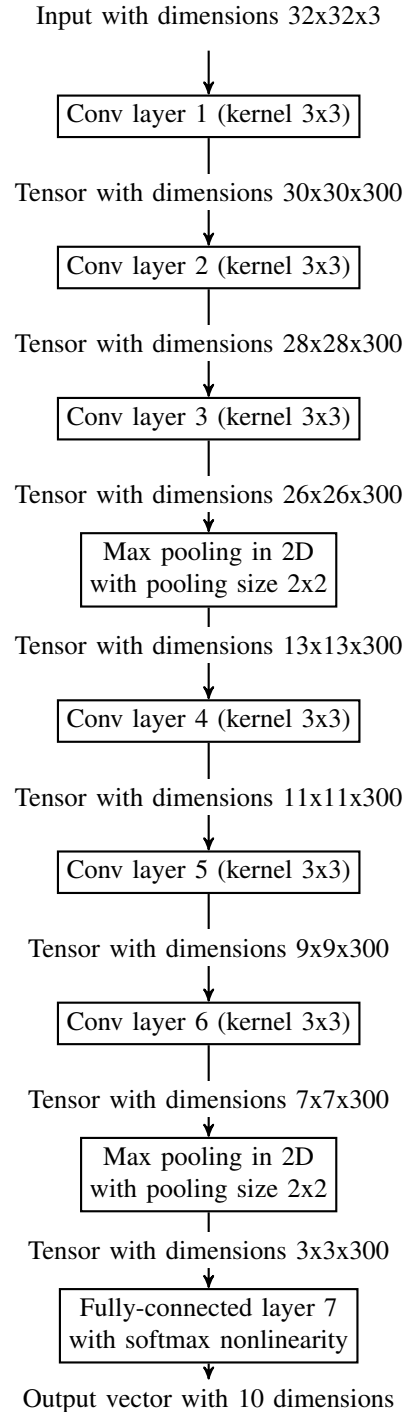 Input with dimensions 32x32x3
Conv layer 1 (kernel 3x3)
Tensor with dimensions 30x30x300
Conv layer 2 (kernel 3x3)
Tensor with dimensions 28x28x300
Conv layer 3 (kernel 3x3)
Tensor with dimensions 26x26x300
Max pooling in 2D
with pooling size 2x2
Tensor with dimensions 13x13x300
Conv layer 4 (kernel 3x3)
Tensor with dimensions 11x11x300
Conv layer 5 (kernel 3x3)
Tensor with dimensions 9x9x300
Conv layer 6 (kernel 3x3)
Tensor with dimensions 7x7x300
Max pooling in 2D
with pooling size 2x2
Tensor with dimensions 3x3x300
Fully-connected layer 7
with softmax nonlinearity
Output vector with 10 dimensions